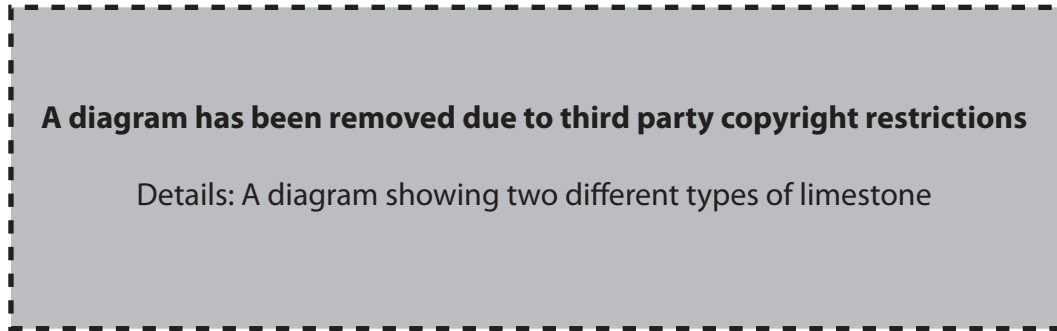 A diagram has been removed due to third party copyright restrictions
Details: A diagram showing two different types of limestone